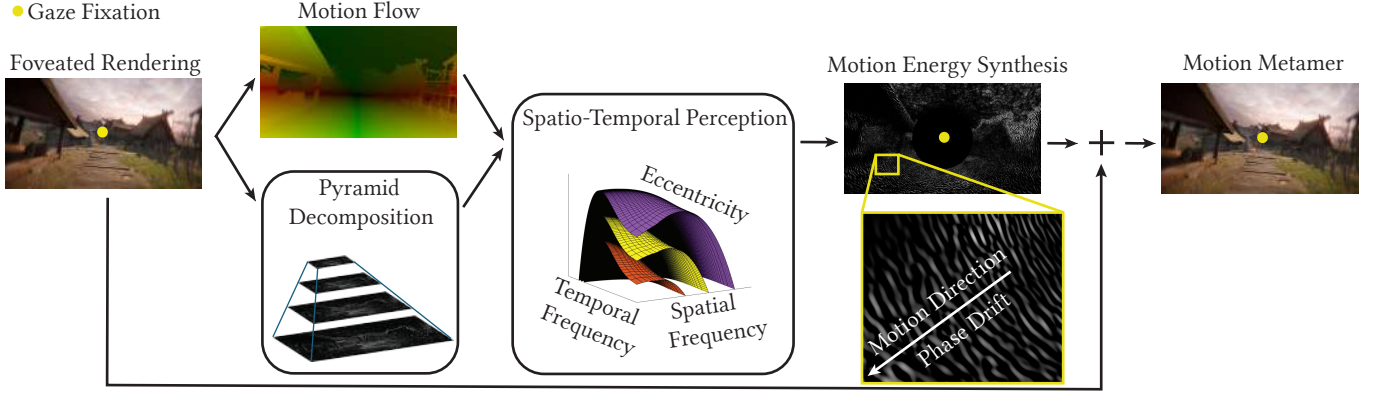 Gaze Fixation
Foveated Rendering
Motion Flow
Pyramid
Decomposition
Spatio-Temporal Perception
Eccentricity
Temporal
Frequency
Spatial
Frequency
Motion Energy Synthesis
Motion Direction
Phase Drift
+
Motion Metamer